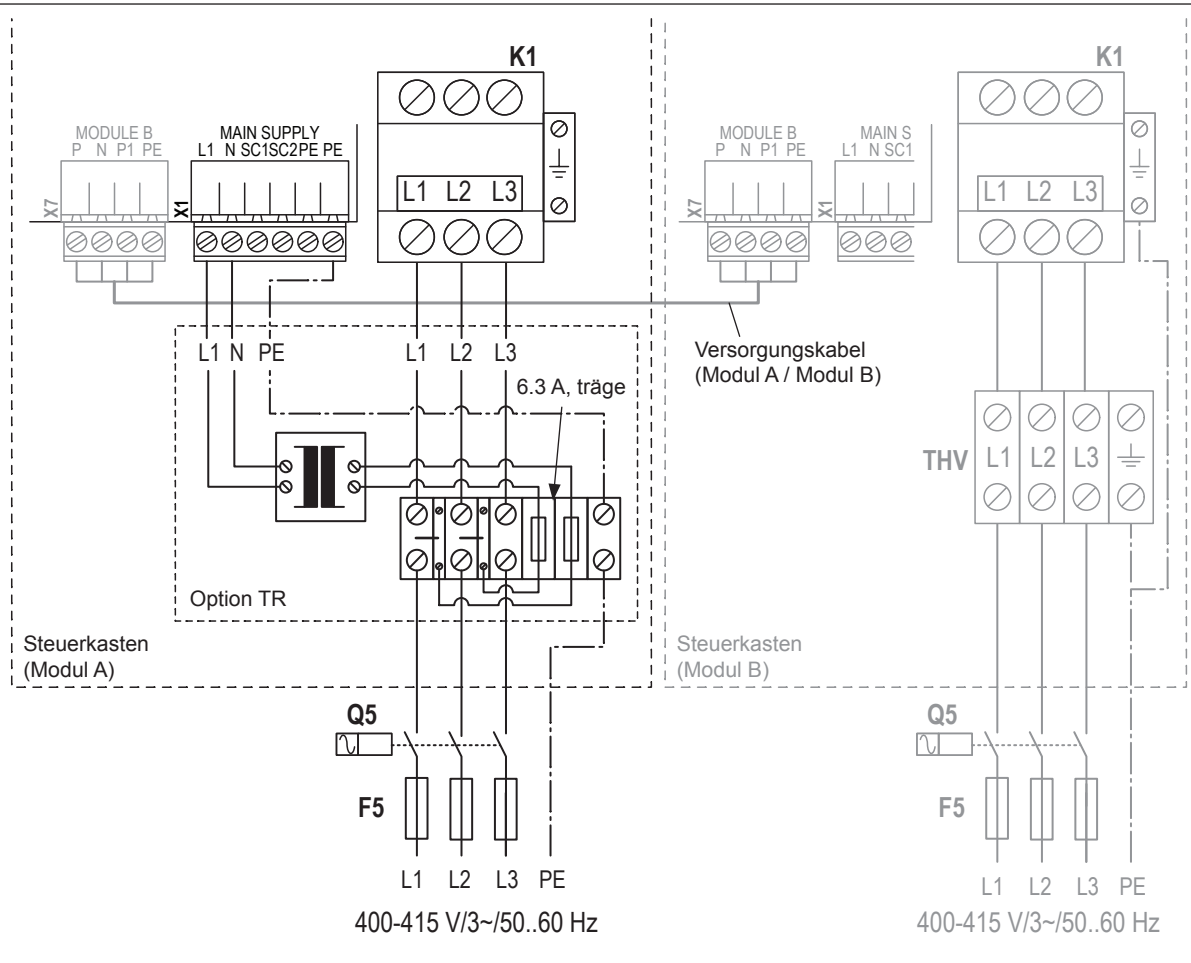 K1
K1
MODULE B
P N P1 PE
MAIN SUPPLY
L1 N SC1SC2PE PE
MODULE B
P N P1 PE
MAIN S
L1 N SC1
X7
X1
L1 L2 L3
X7
X1
L1 L2 L3
L1 N PE
L1 L2 L3
Versorgungskabel
(Modul A / Modul B)
6.3 A, träge
THV
L1 L2 L3
Option TR
Steuerkasten
(Modul A)
Steuerkasten
(Modul B)
Q5
Q5
F5
F5
L1 L2 L3 PE
L1 L2 L3 PE
400-415 V/3~/50..60 Hz
400-415 V/3~/50..60 Hz